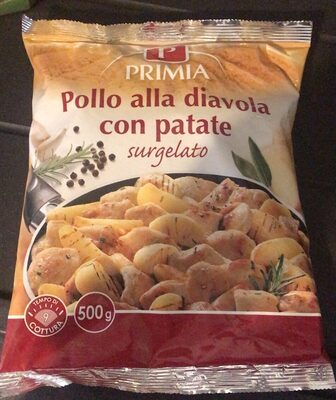 P
PRIMIA
Pollo alla diavola
con patate
surgelato
TEMPO DI
9
COTTURA
500g